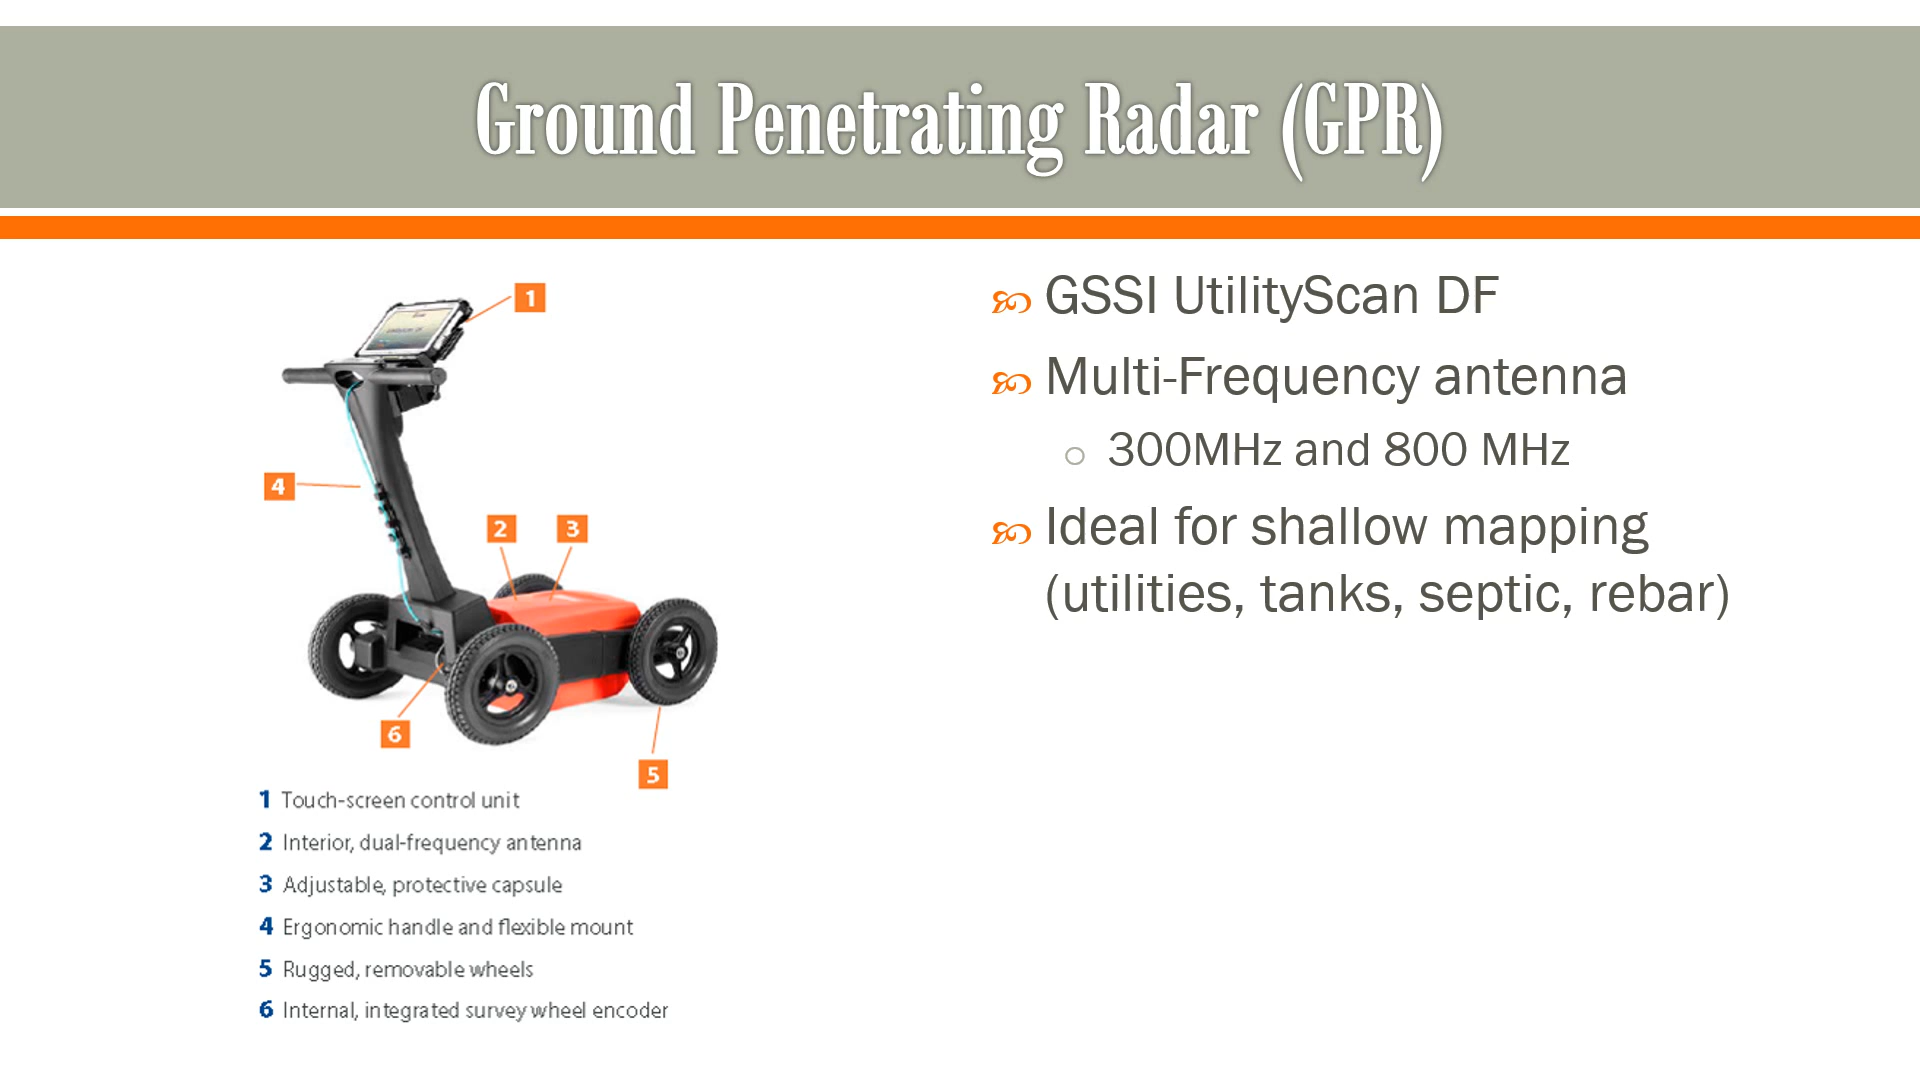 Ground Penetrating Radar (GPR)
1
4
2
3
6
5
1 Touch-screen control unit
2 Interior, dual-frequency antenna
3 Adjustable, protective capsule
4 Ergonomic handle and flexible mount
5 Rugged, removable wheels
6 Internal, integrated survey wheel encoder
GSSI UtilityScan DF
Multi-Frequency antenna
300MHz and 800 MHz
Ideal for shallow mapping
(utilities, tanks, septic, rebar)